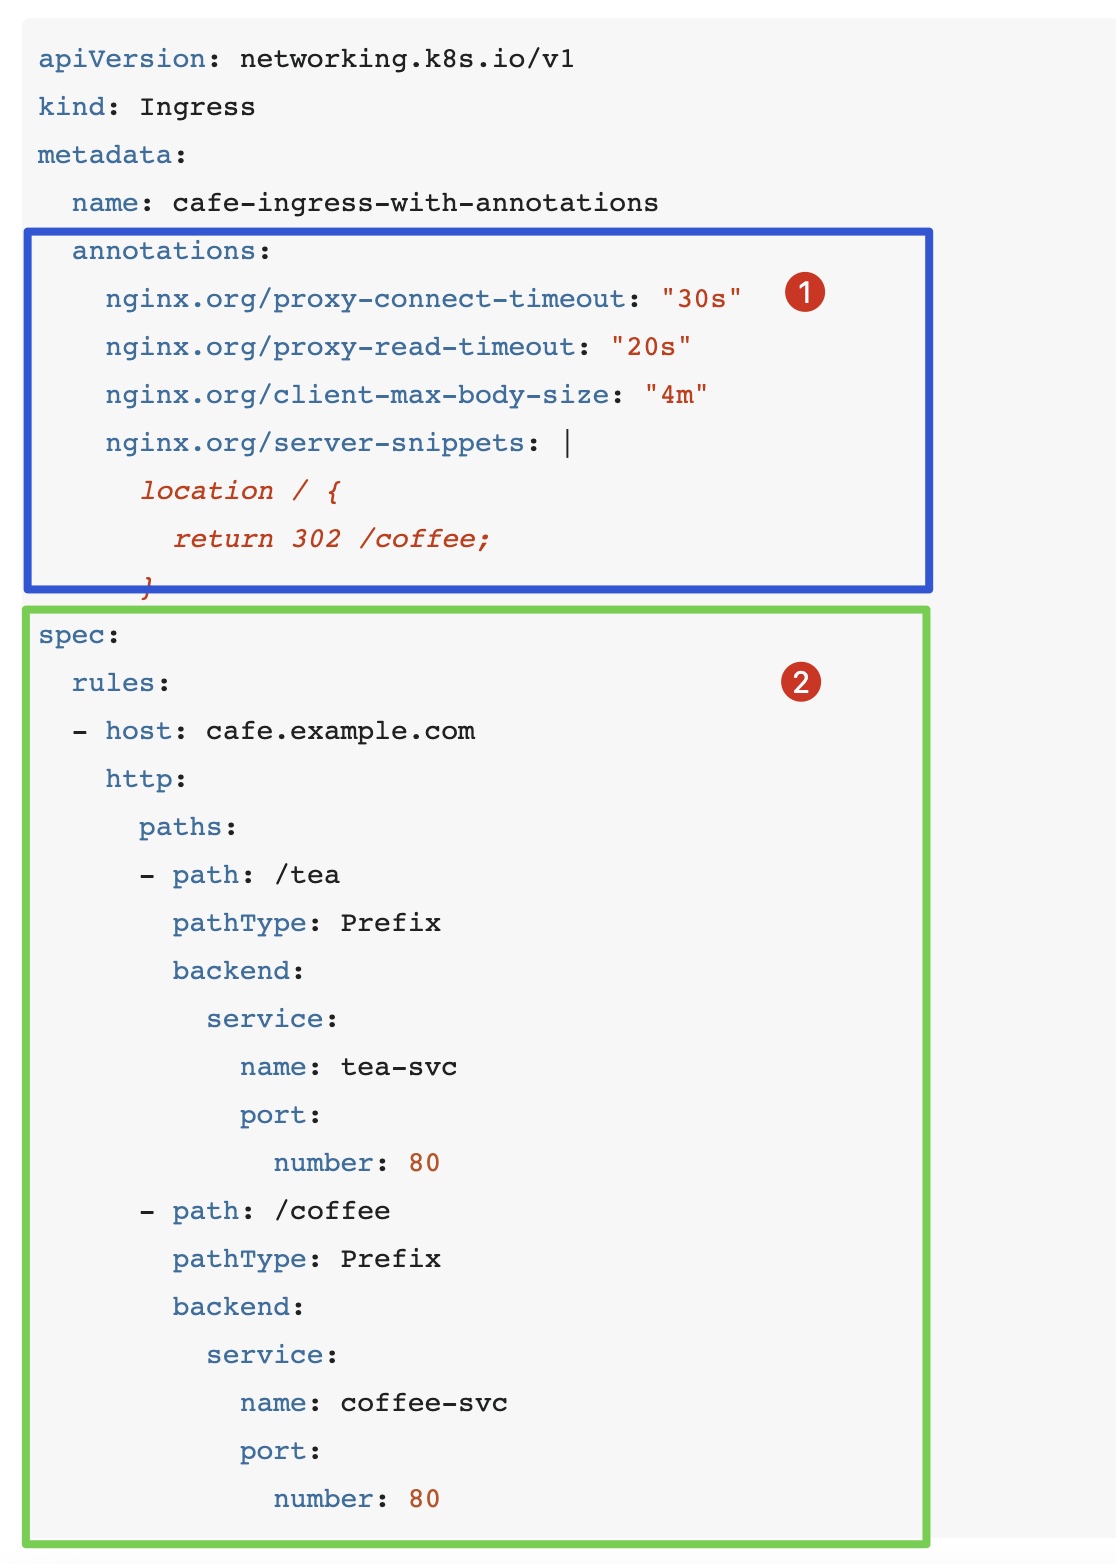 apiVersion: networking.k8s.io/v1
kind: Ingress
metadata:
  name: cafe-ingress-with-annotations
  annotations:
    nginx.org/proxy-connect-timeout: "30s" 1
    nginx.org/proxy-read-timeout: "20s"
    nginx.org/client-max-body-size: "4m"
    nginx.org/server-snippets: |
      location / {
        return 302 /coffee;
      }
spec:
  rules: 2
  - host: cafe.example.com
    http:
      paths:
      - path: /tea
        pathType: Prefix
        backend:
          service:
            name: tea-svc
            port:
              number: 80
      - path: /coffee
        pathType: Prefix
        backend:
          service:
            name: coffee-svc
            port:
              number: 80